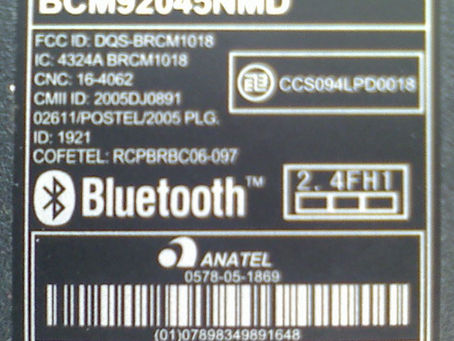 BCM92045NMD
FCC ID: DQS-BRCM1018
IC: 4324A BRCM1018
CNC: 16-4062
CMII ID: 2005DJ0891
02611/POSTEL/2005 PLG.
ID: 1921
COFETEL: RCPBRBC06-097
CCS094LPD0018
Bluetooth™
2.4FH1
ANATEL
0578-05-1869
(01)07898349891648